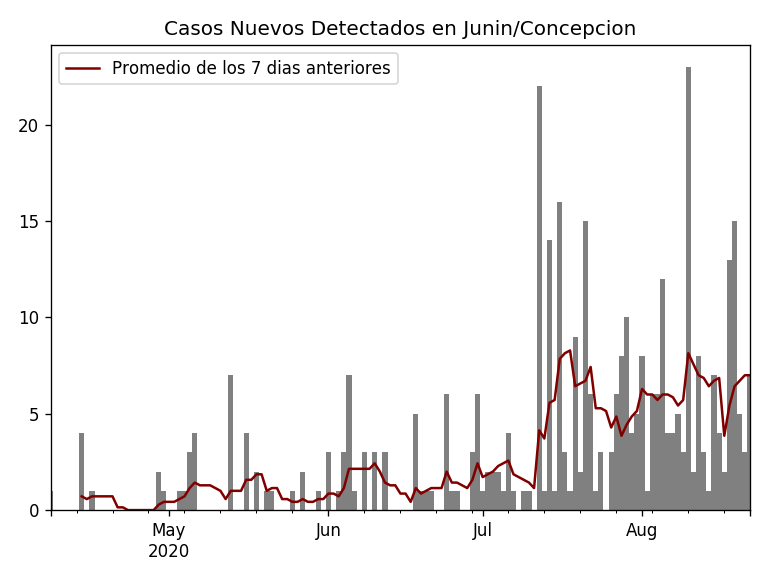 Casos Nuevos Detectados en Junin/Concepcion
Promedio de los 7 dias anteriores
20
15
10
5
0
May
2020
Jun
Jul
Aug